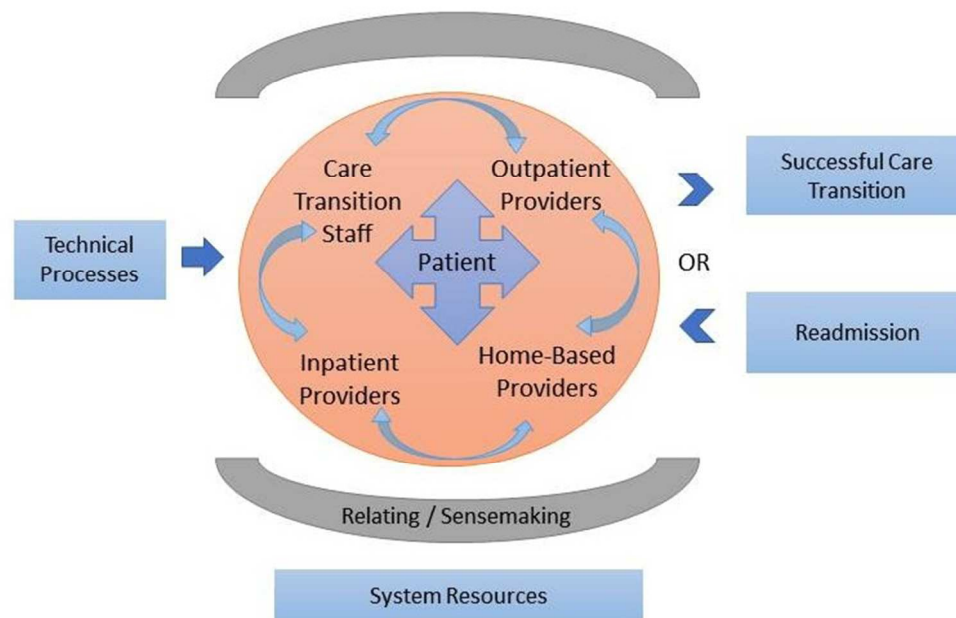 Care
Transition
Staff
Outpatient
Providers
Successful Care
Transition
Technical
Processes
Patient
OR
Inpatient
Providers
Home-Based
Providers
Readmission
Relating / Sensemaking
System Resources